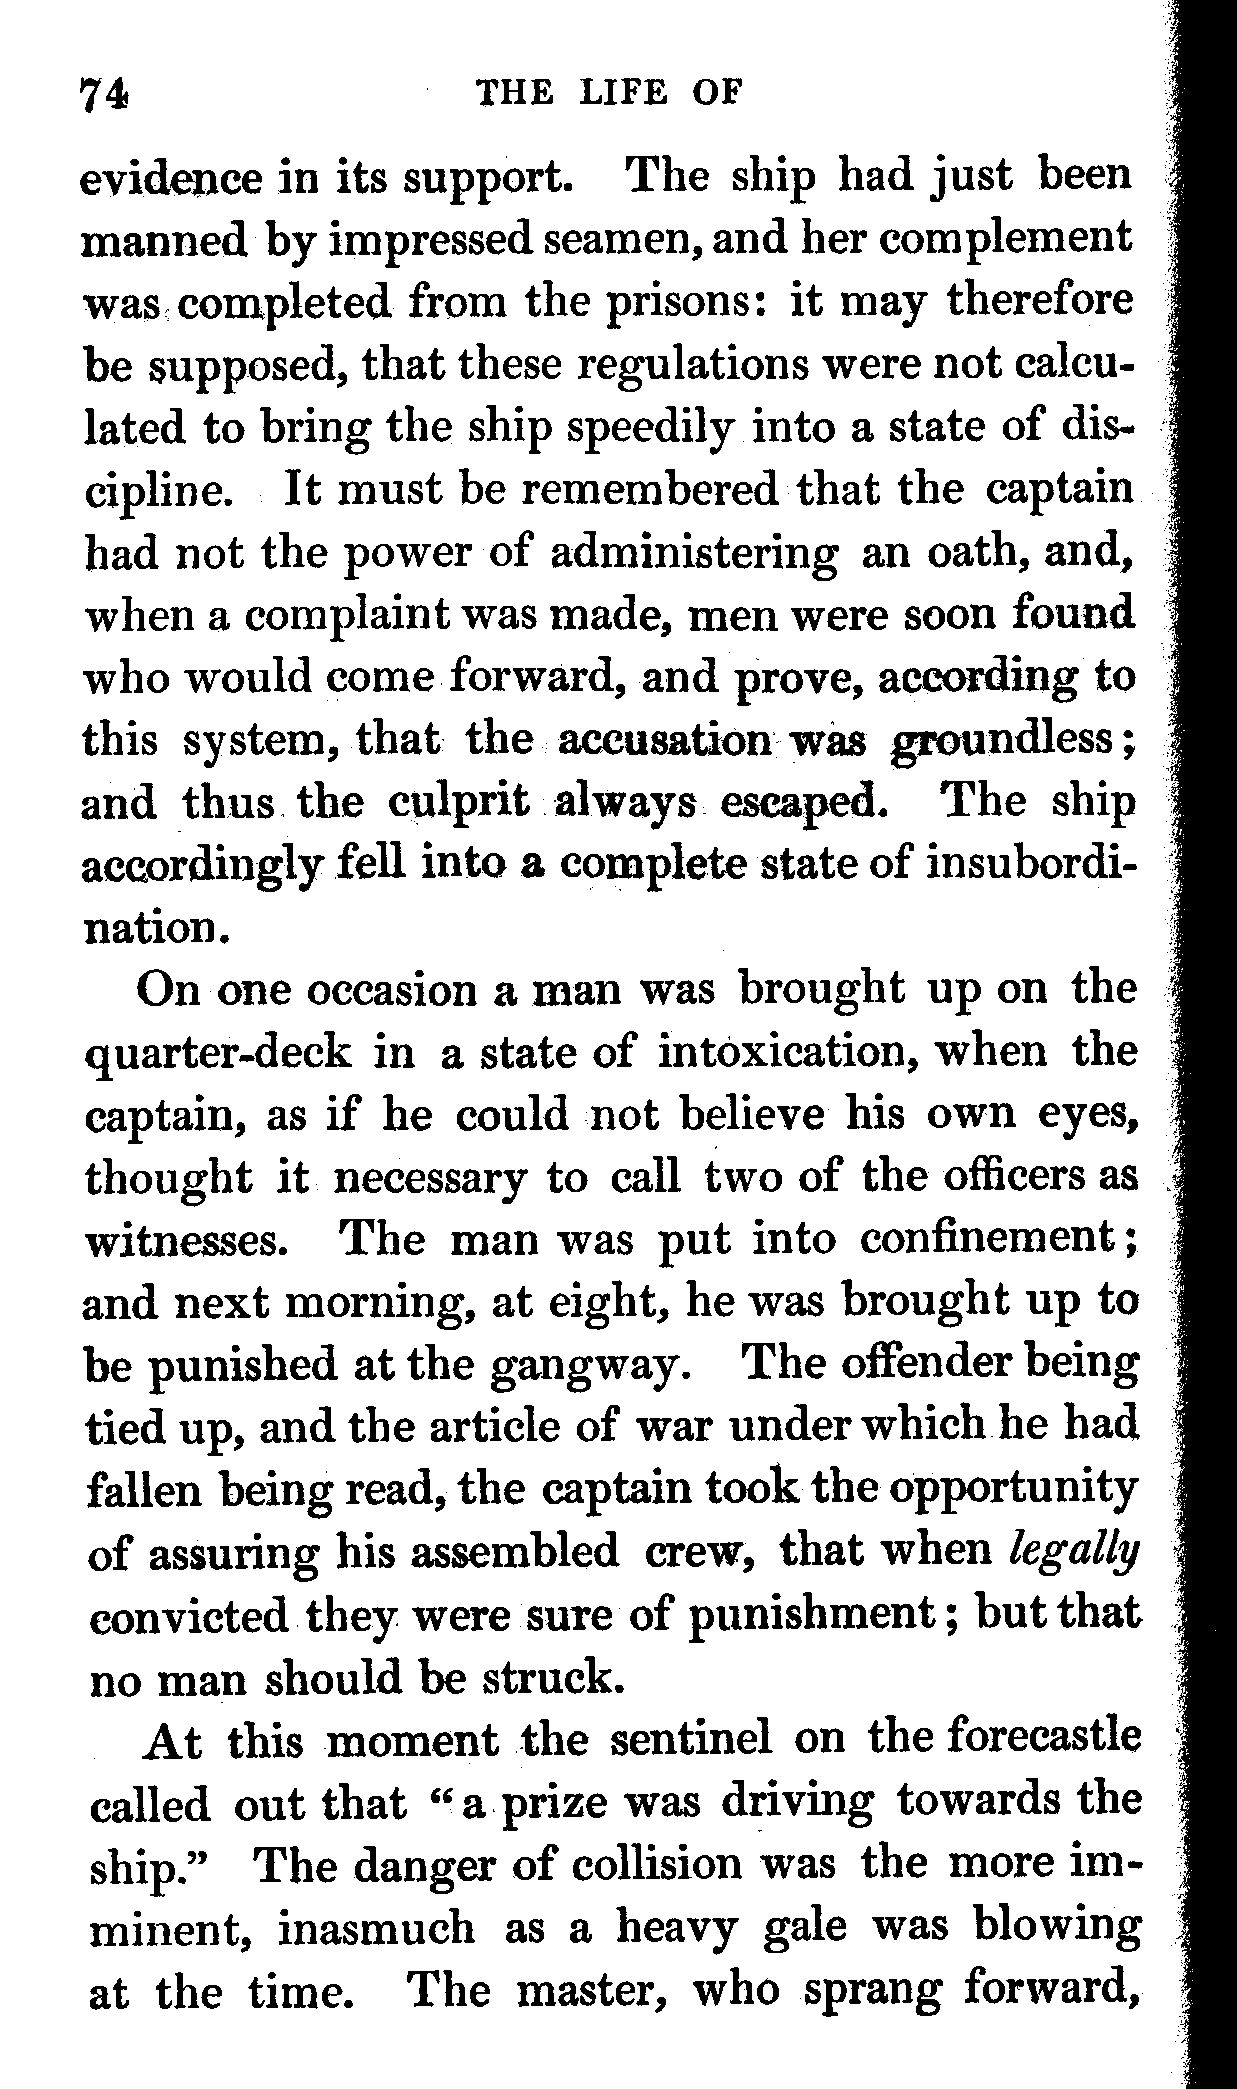 74 THE LIFE OF
evidence in its support. The ship had just been
manned by impressed seamen, and her complement
was completed from the prisons: it may therefore
be supposed, that these regulations were not calcu-
lated to bring the ship speedily into a state of dis-
cipline. It must be remembered that the captain
had not the power of administering an oath, and,
when a complaint was made, men were soon found
who would come forward, and prove, according to
this system, that the accusation was groundless;
and thus the culprit always escaped. The ship
accordingly fell into a complete state of insubordi-
nation.
On one occasion a man was brought up on the
quarter-deck in a state of intoxication, when the
captain, as if he could not believe his own eyes,
thought it necessary to call two of the officers as
witnesses. The man was put into confinement;
and next morning, at eight, he was brought up to
be punished at the gangway. The offender being
tied up, and the article of war under which he had
fallen being read, the captain took the opportunity
of assuring his assembled crew, that when legally
convicted they were sure of punishment; but that
no man should be struck.
At this moment the sentinel on the forecastle
called out that “a prize was driving towards the
ship.” The danger of collision was the more im-
minent, inasmuch as a heavy gale was blowing
at the time. The master, who sprang forward,